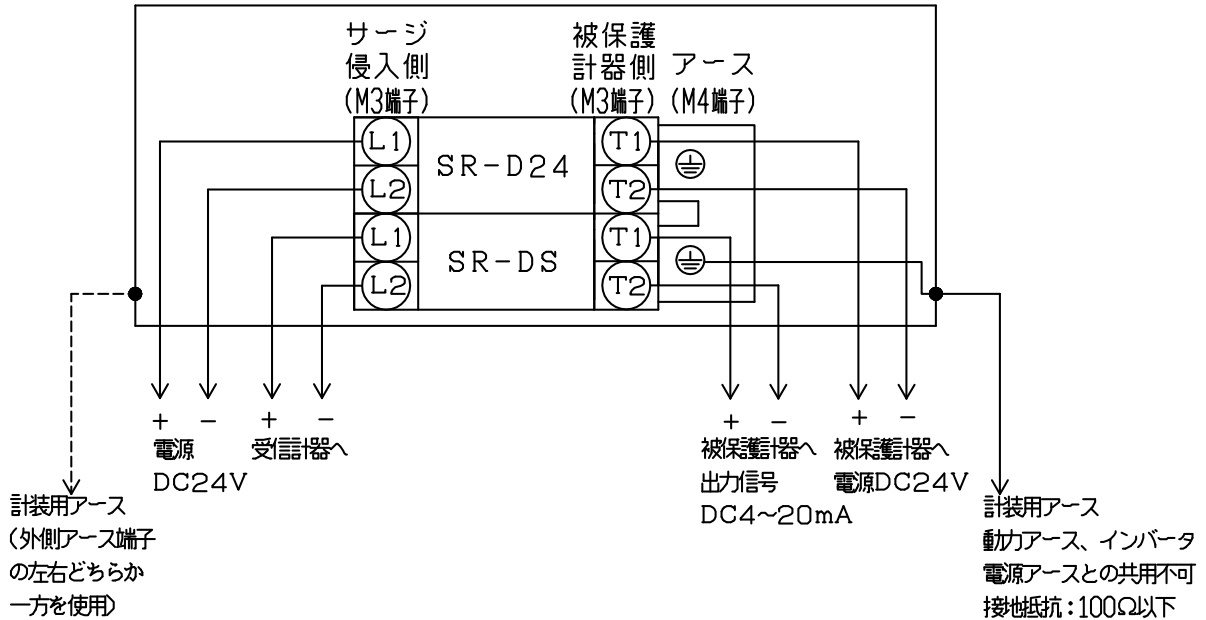 サージ
侵入側
(M3端子)
被保護
計器側
(M3端子)
アース
(M4端子)
L1
L2
SR-D24
T1
T2
L1
L2
SR-DS
T1
T2
+
-
電源
DC24V
+
-
受信計器へ
+
-
被保護計器へ
出力信号
DC4~20mA
+
-
被保護計器へ
電源DC24V
計装用アース
(外側アース端子
の左右どちらか
一方を使用)
計装用アース
動力アース、インバータ
電源アースとの共用不可
接地抵抗:100Ω以下